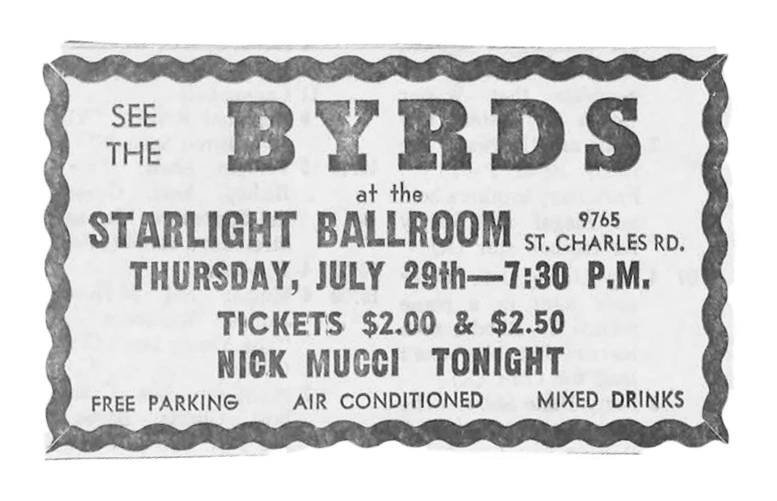 SEE THE BYRDS
at the
STARLIGHT BALLROOM 9765 ST. CHARLES RD.
THURSDAY, JULY 29th—7:30 P.M.
TICKETS $2.00 & $2.50
NICK MUCCI TONIGHT
FREE PARKING AIR CONDITIONED MIXED DRINKS